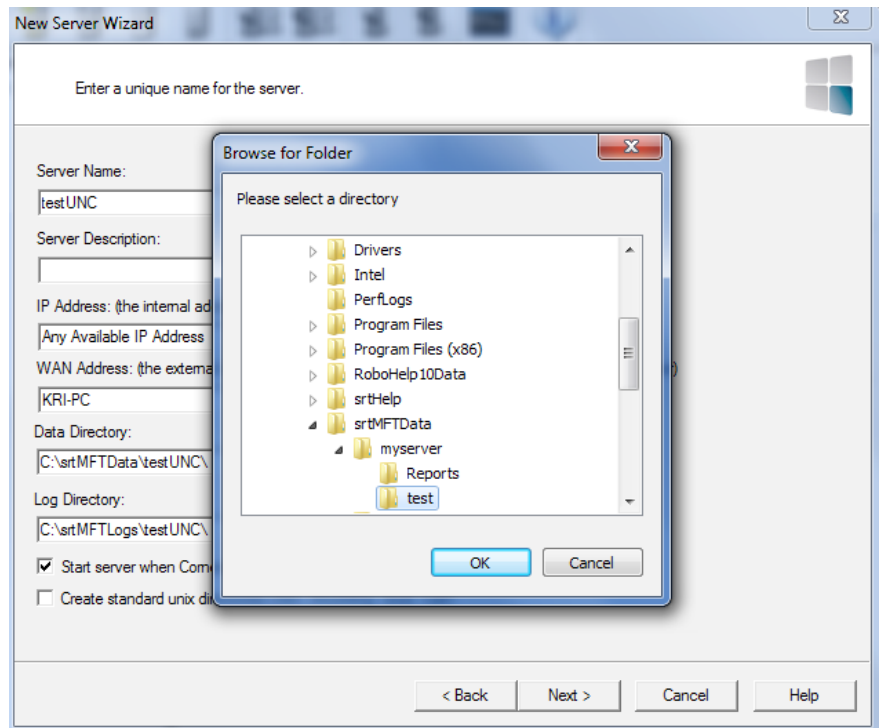 New Server Wizard
Enter a unique name for the server.
Server Name:
testUNC
Server Description:
IP Address: (the internal ad
Any Available IP Address
WAN Address: (the externa
)
KRI-PC
Data Directory:
C:\srtMFTData\testUNC\
Log Directory:
C:\srtMFTLogs\testUNC\
Start server when Com
Create standard unix di
Browse for Folder
Please select a directory
Drivers
Intel
PerfLogs
Program Files
Program Files (x86)
RoboHelp10Data
srtHelp
srtMFTData
myserver
Reports
test
OK Cancel
< Back Next > Cancel Help